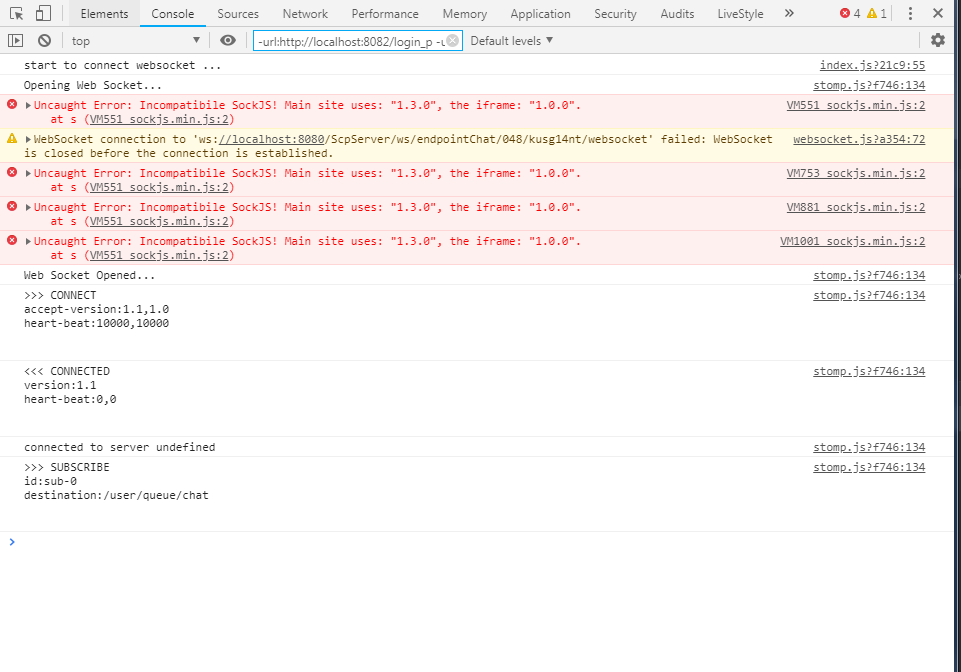 Elements Console Sources Network Performance Memory Application Security Audits LiveStyle » 4 1
top -url:http://localhost:8082/login_p -u Default levels ▼
start to connect websocket ... index.js?21c9:55
Opening Web Socket... stomp.js?f746:134
Uncaught Error: Incompatibile SockJS! Main site uses: "1.3.0", the iframe: "1.0.0". VM551 sockjs.min.js:2
at s (VM551 sockjs.min.js:2)
WebSocket connection to 'ws://localhost:8080/ScpServer/ws/endpointChat/048/kusgl4nt/websocket' failed: WebSocket websocket.js?a354:72
is closed before the connection is established.
Uncaught Error: Incompatibile SockJS! Main site uses: "1.3.0", the iframe: "1.0.0". VM753 sockjs.min.js:2
at s (VM551 sockjs.min.js:2)
Uncaught Error: Incompatibile SockJS! Main site uses: "1.3.0", the iframe: "1.0.0". VM881 sockjs.min.js:2
at s (VM551 sockjs.min.js:2)
Uncaught Error: Incompatibile SockJS! Main site uses: "1.3.0", the iframe: "1.0.0". VM1001 sockjs.min.js:2
at s (VM551 sockjs.min.js:2)
Web Socket Opened... stomp.js?f746:134
>>> CONNECT stomp.js?f746:134
accept-version:1.1,1.0
heart-beat:10000,10000
<<< CONNECTED stomp.js?f746:134
version:1.1
heart-beat:0,0
connected to server undefined stomp.js?f746:134
>>> SUBSCRIBE stomp.js?f746:134
id:sub-0
destination:/user/queue/chat